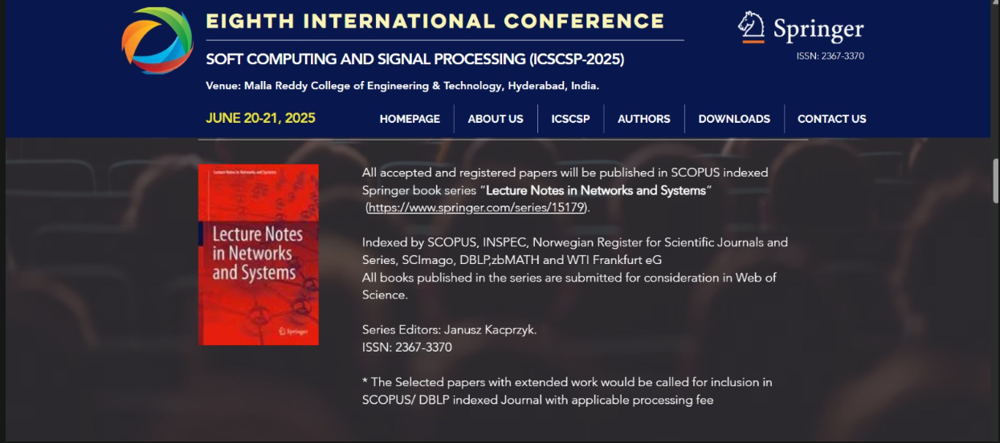 EIGHTH INTERNATIONAL CONFERENCE
Springer
ISSN: 2367-3370
SOFT COMPUTING AND SIGNAL PROCESSING (ICSCSP-2025)
Venue: Malla Reddy College of Engineering & Technology, Hyderabad, India.
JUNE 20-21, 2025
HOMEPAGE
ABOUT US
ICSCSP
AUTHORS
DOWNLOADS
CONTACT US
Lecture Notes in Networks and Systems
Lecture Notes
in Networks
and Systems
Springer
All accepted and registered papers will be published in SCOPUS indexed
Springer book series “Lecture Notes in Networks and Systems”
(https://www.springer.com/series/15179).
Indexed by SCOPUS, INSPEC, Norwegian Register for Scientific Journals and
Series, SCImago, DBLP,zbMATH and WTI Frankfurt eG
All books published in the series are submitted for consideration in Web of
Science.
Series Editors: Janusz Kacprzyk.
ISSN: 2367-3370
* The Selected papers with extended work would be called for inclusion in
SCOPUS/ DBLP indexed Journal with applicable processing fee